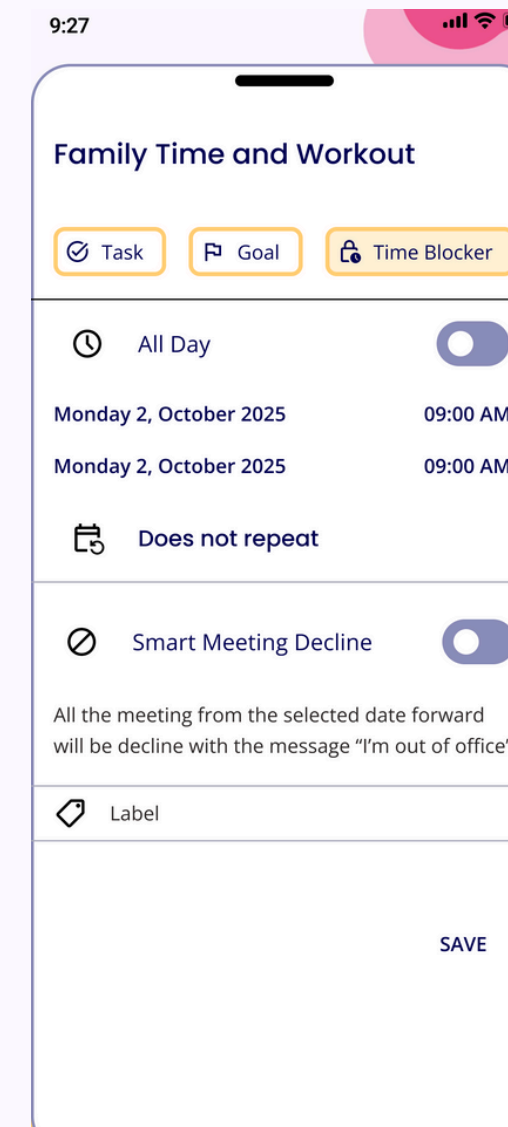 9:27
Family Time and Workout
Task Goal Time Blocker
All Day
Monday 2, October 2025 09:00 AM
Monday 2, October 2025 09:00 AM
Does not repeat
Smart Meeting Decline
All the meeting from the selected date forward
will be decline with the message “I’m out of office”
Label
SAVE